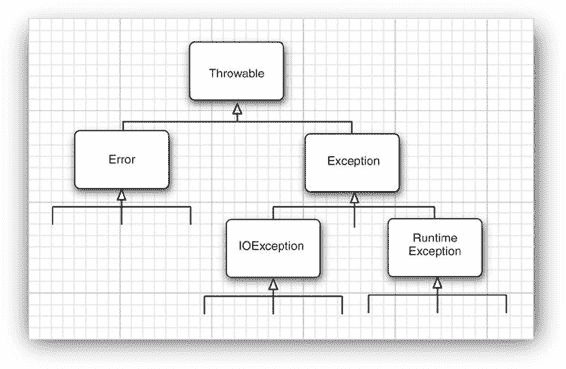 Throwable
Error
Exception
IOException
Runtime
Exception